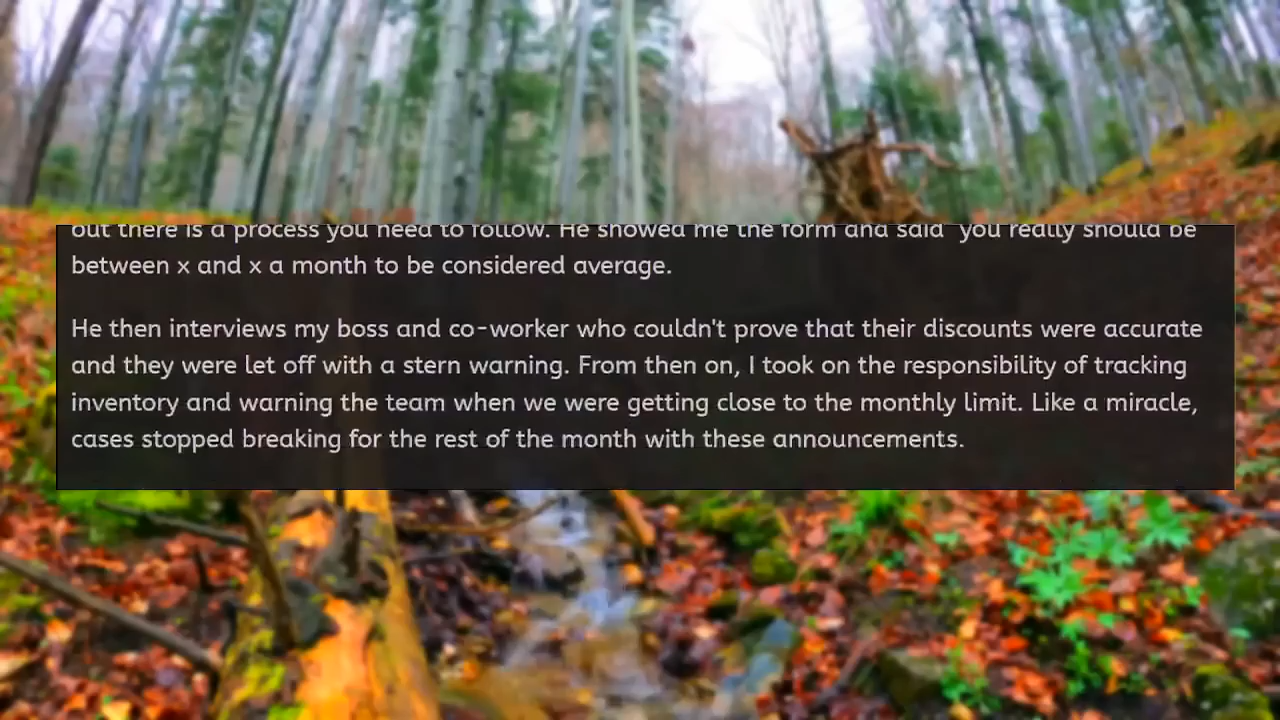 out there is a process you need to follow. He showed me the form and said "you really should be
between x and x a month to be considered average.
He then interviews my boss and co-worker who couldn't prove that their discounts were accurate
and they were let off with a stern warning. From then on, I took on the responsibility of tracking
inventory and warning the team when we were getting close to the monthly limit. Like a miracle,
cases stopped breaking for the rest of the month with these announcements.